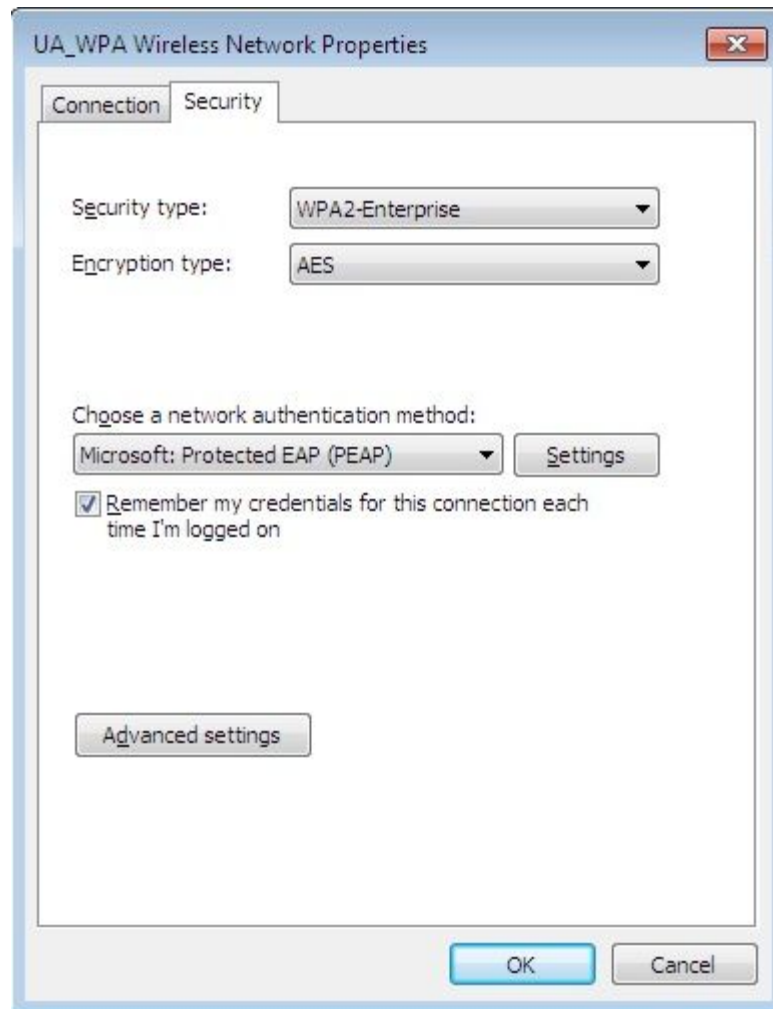 UA_WPA Wireless Network Properties
Connection
Security
Security type:
WPA2-Enterprise
Encryption type:
AES
Choose a network authentication method:
Microsoft: Protected EAP (PEAP)
Settings
Remember my credentials for this connection each
time I'm logged on
Advanced settings
OK
Cancel